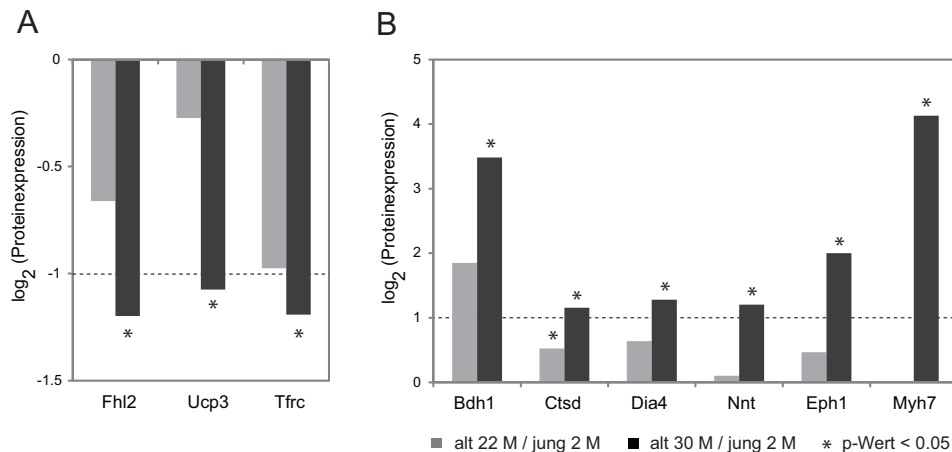 A
log2 (Proteinexpression)
0
-0.5
-1
-1.5
*
*
*
Fhl2 Ucp3 Tfrc
B
log2 (Proteinexpression)
5
4
3
2
1
0
*
*
*
*
*
*
*
Bdh1 Ctsd Dia4 Nnt Eph1 Myh7
alt 22 M / jung 2 M alt 30 M / jung 2 M * p-Wert < 0.05